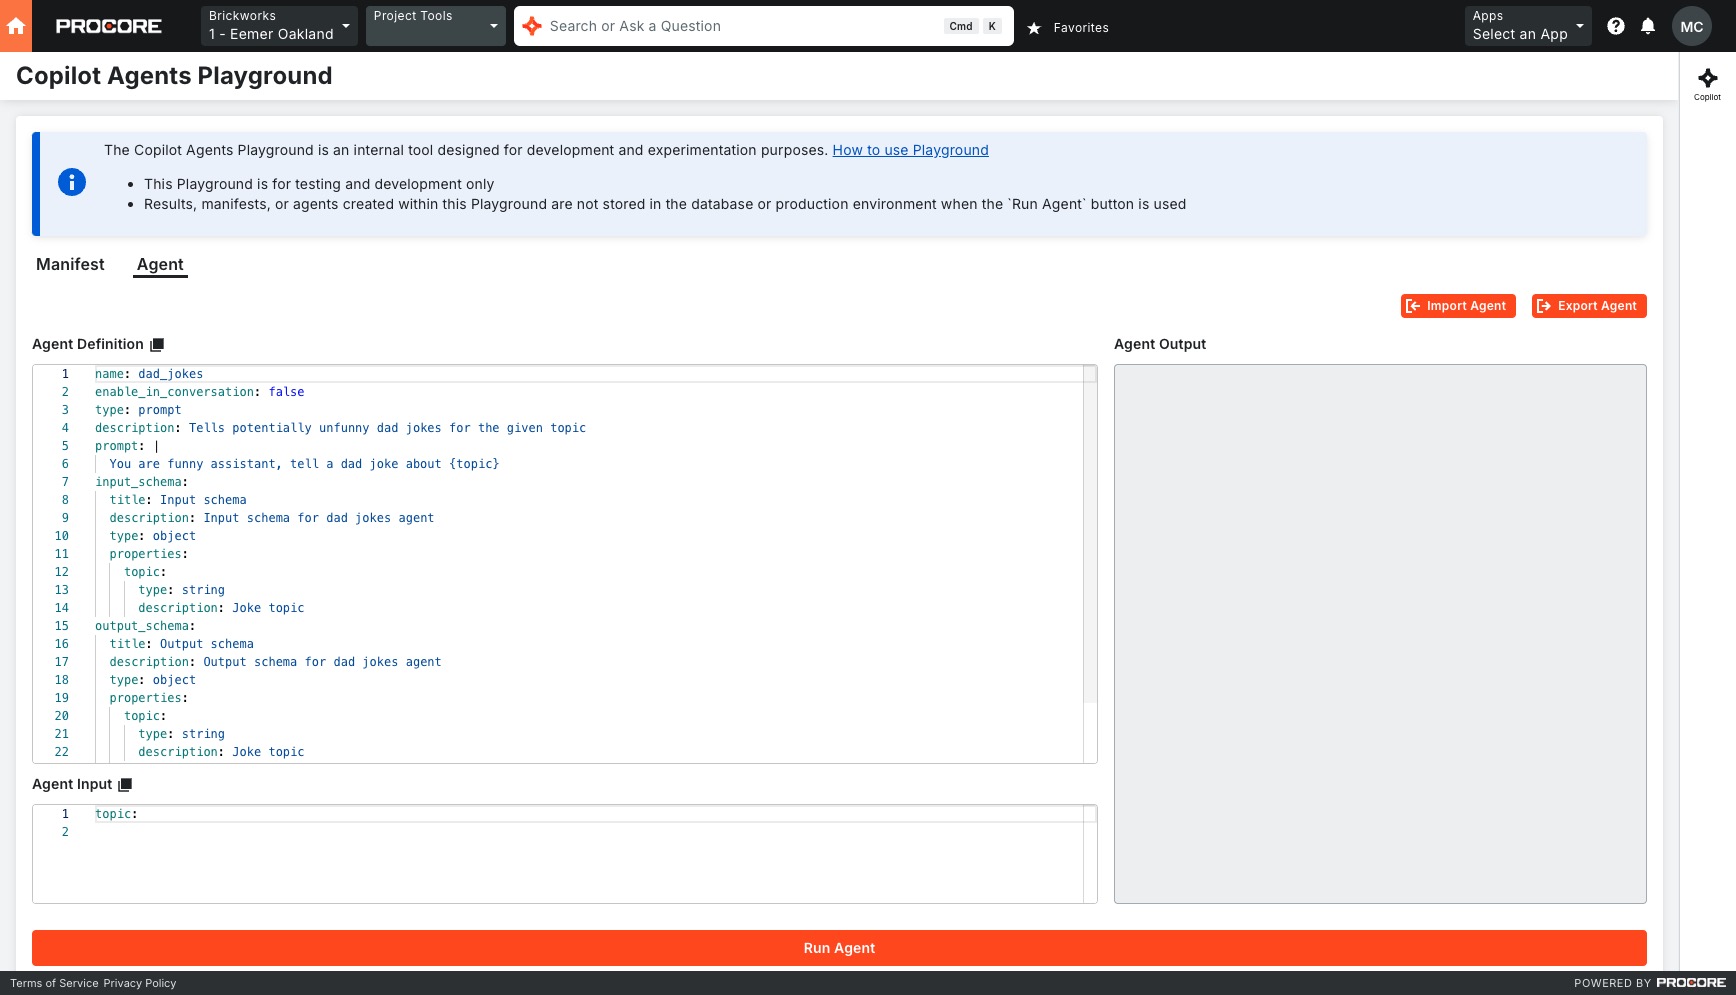 PROCORE
Brickworks
1 - Eemer Oakland
Project Tools
Search or Ask a Question
Cmd K
Favorites
Apps
Select an App
MC
Copilot Agents Playground
Copilot
The Copilot Agents Playground is an internal tool designed for development and experimentation purposes. How to use Playground
• This Playground is for testing and development only
• Results, manifests, or agents created within this Playground are not stored in the database or production environment when the `Run Agent` button is used
Manifest Agent
Import Agent
Export Agent
Agent Definition
1 name: dad_jokes
2 enable_in_conversation: false
3 type: prompt
4 description: Tells potentially unfunny dad jokes for the given topic
5 prompt: |
6 You are funny assistant, tell a dad joke about {topic}
7 input_schema:
8 title: Input schema
9 description: Input schema for dad jokes agent
10 type: object
11 properties:
12 topic:
13 type: string
14 description: Joke topic
15 output_schema:
16 title: Output schema
17 description: Output schema for dad jokes agent
18 type: object
19 properties:
20 topic:
21 type: string
22 description: Joke topic
Agent Input
1 topic:
2
Agent Output
Run Agent
Terms of Service Privacy Policy
POWERED BY PROCORE